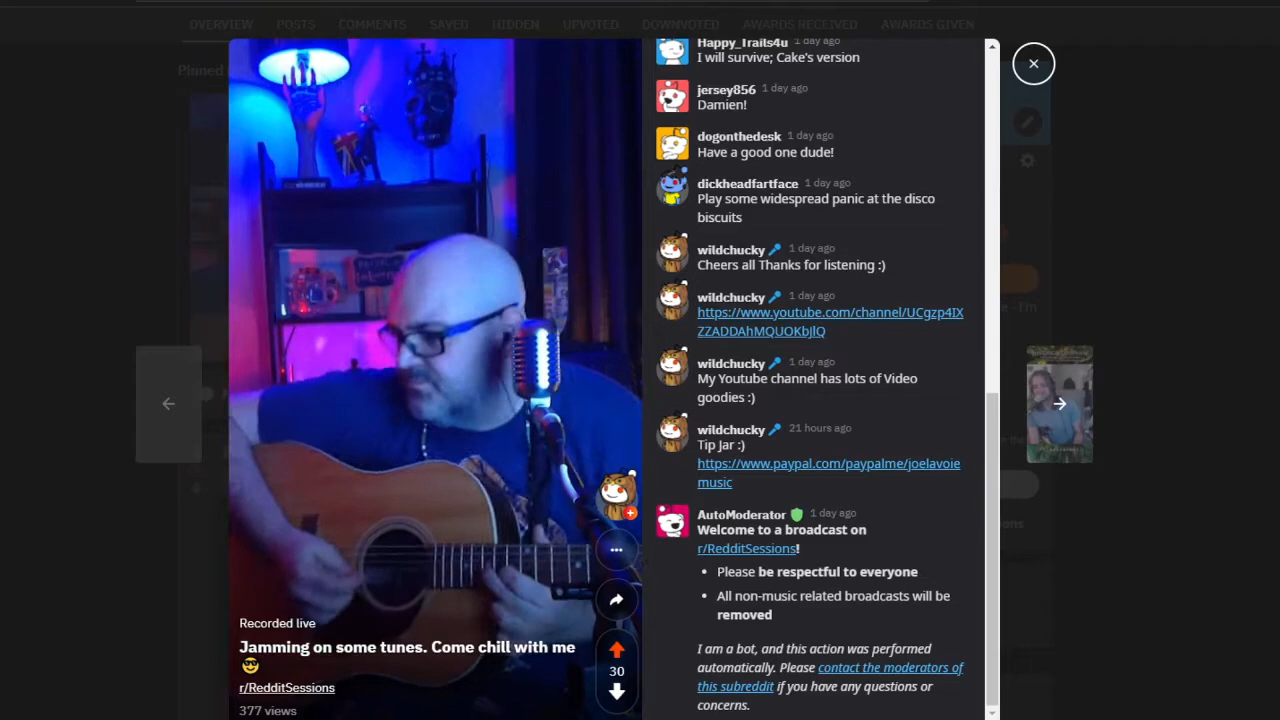 OVERVIEW POSTS COMMENTS SAVED HIDDEN UPVOTED DOWNVOTED AWARDS RECEIVED AWARDS GIVEN
Pinned
Happy_Trails4u 1 day ago
I will survive; Cake's version
jersey856 1 day ago
Damien!
dogonthedesk 1 day ago
Have a good one dude!
dickheadfartface 1 day ago
Play some widespread panic at the disco
biscuits
wildchucky 1 day ago
Cheers all Thanks for listening :)
wildchucky 1 day ago
https://www.youtube.com/channel/UCgzp4IX
ZZADDAhMQUOKbJlQ
wildchucky 1 day ago
My Youtube channel has lots of Video
goodies :)
wildchucky 21 hours ago
Tip Jar :)
https://www.paypal.com/paypalme/joelavoie
music
AutoModerator 1 day ago
Welcome to a broadcast on
r/RedditSessions!
• Please be respectful to everyone
• All non-music related broadcasts will be
removed
I am a bot, and this action was performed
automatically. Please contact the moderators of
this subreddit if you have any questions or
concerns.
Recorded live
Jamming on some tunes. Come chill with me
😎
r/RedditSessions
377 views
30